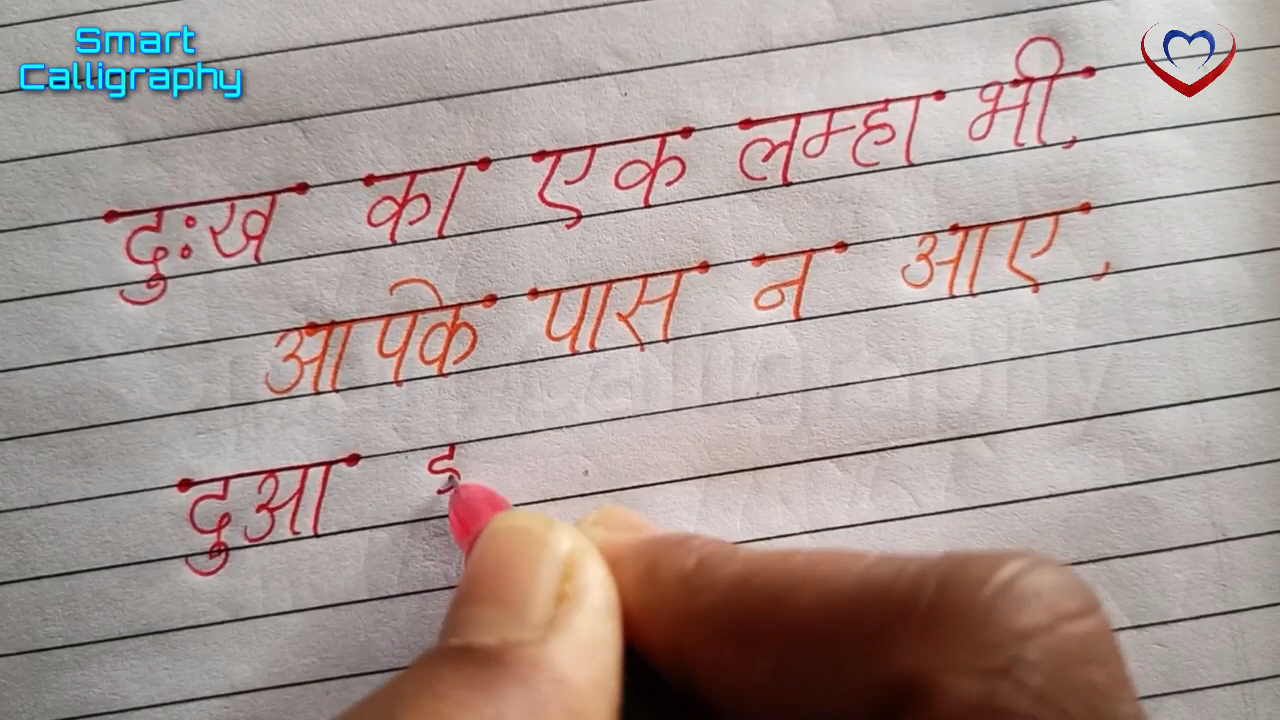 Smart
Calligraphy
दुःख का एक लम्हा भी,
आपके पास न आए,
दुआ